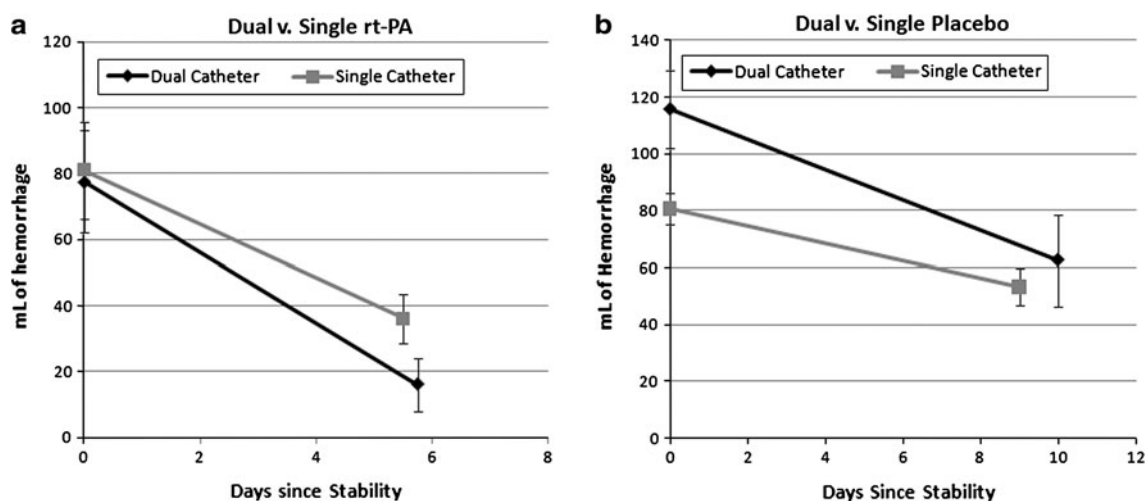 a
Dual v. Single rt-PA
Dual Catheter Single Catheter
mL of hemorrhage
120
100
80
60
40
20
0
0 2 4 6 8
Days since Stability
b
Dual v. Single Placebo
Dual Catheter Single Catheter
mL of Hemorrhage
140
120
100
80
60
40
20
0
0 2 4 6 8 10 12
Days since Stability